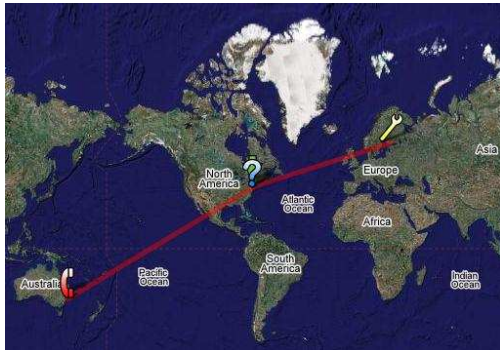 North
America
Europe
Asia
Atlantic
Ocean
Africa
South
America
Pacific
Ocean
Australia
Indian
Ocean
?